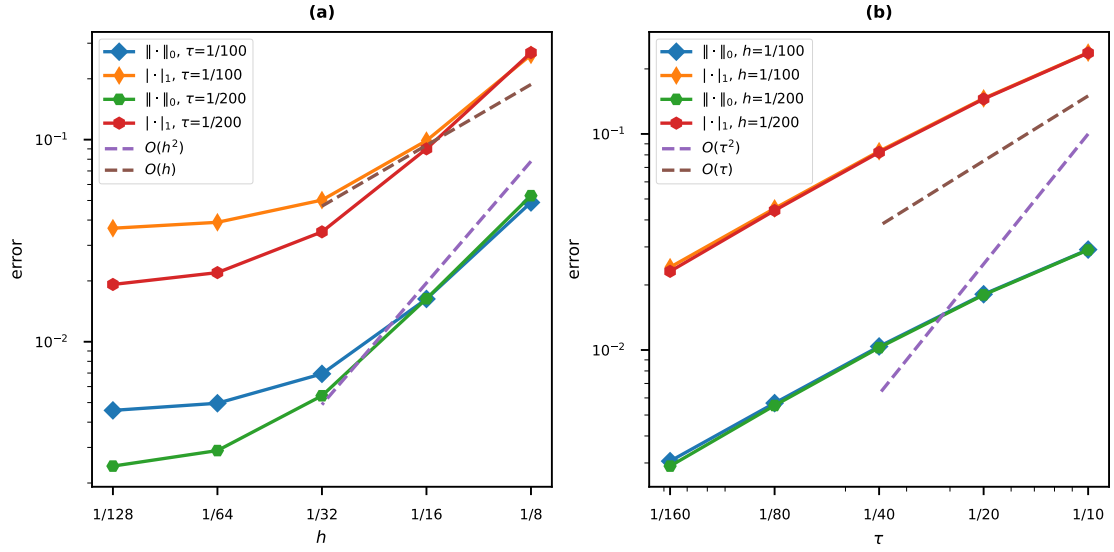 (a)
‖·‖₀, τ=1/100
|·|₁, τ=1/100
‖·‖₀, τ=1/200
|·|₁, τ=1/200
O(h²)
O(h)
error
10⁻¹
10⁻²
1/128
1/64
1/32
1/16
1/8
h
(b)
‖·‖₀, h=1/100
|·|₁, h=1/100
‖·‖₀, h=1/200
|·|₁, h=1/200
O(τ²)
O(τ)
error
10⁻¹
10⁻²
1/160
1/80
1/40
1/20
1/10
τ